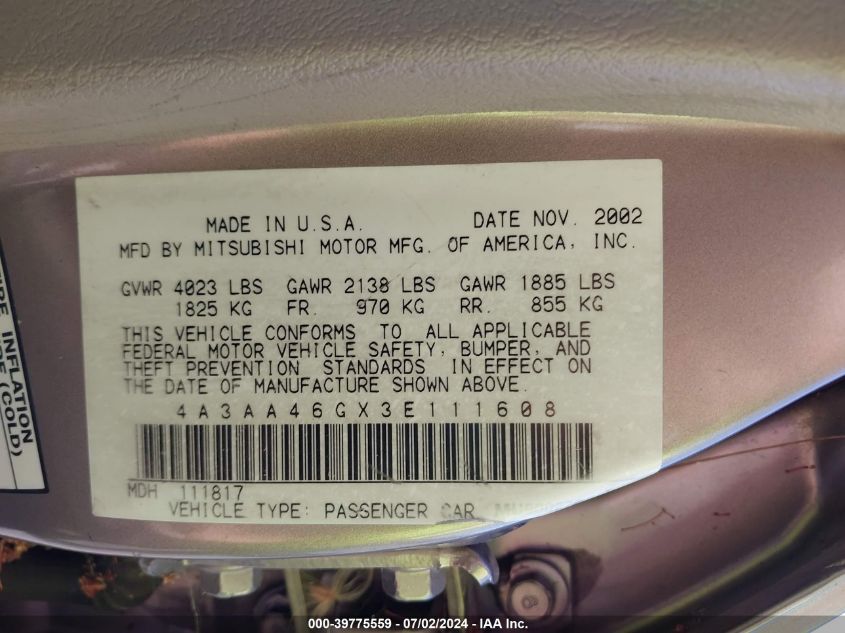 MADE IN U.S.A. DATE NOV. 2002
MFD BY MITSUBISHI MOTOR MFG. OF AMERICA, INC.
GVWR 4023 LBS GAWR 2138 LBS GAWR 1885 LBS
1825 KG FR. 970 KG RR. 855 KG
THIS VEHICLE CONFORMS TO ALL APPLICABLE
FEDERAL MOTOR VEHICLE SAFETY, BUMPER, AND
THEFT PREVENTION STANDARDS IN EFFECT ON
THE DATE OF MANUFACTURE SHOWN ABOVE.
4A3AA46GX3E111608
MDH 111817
VEHICLE TYPE: PASSENGER CAR
INFLATION
(COLD)
000-39775559 - 07/02/2024 - IAA Inc.